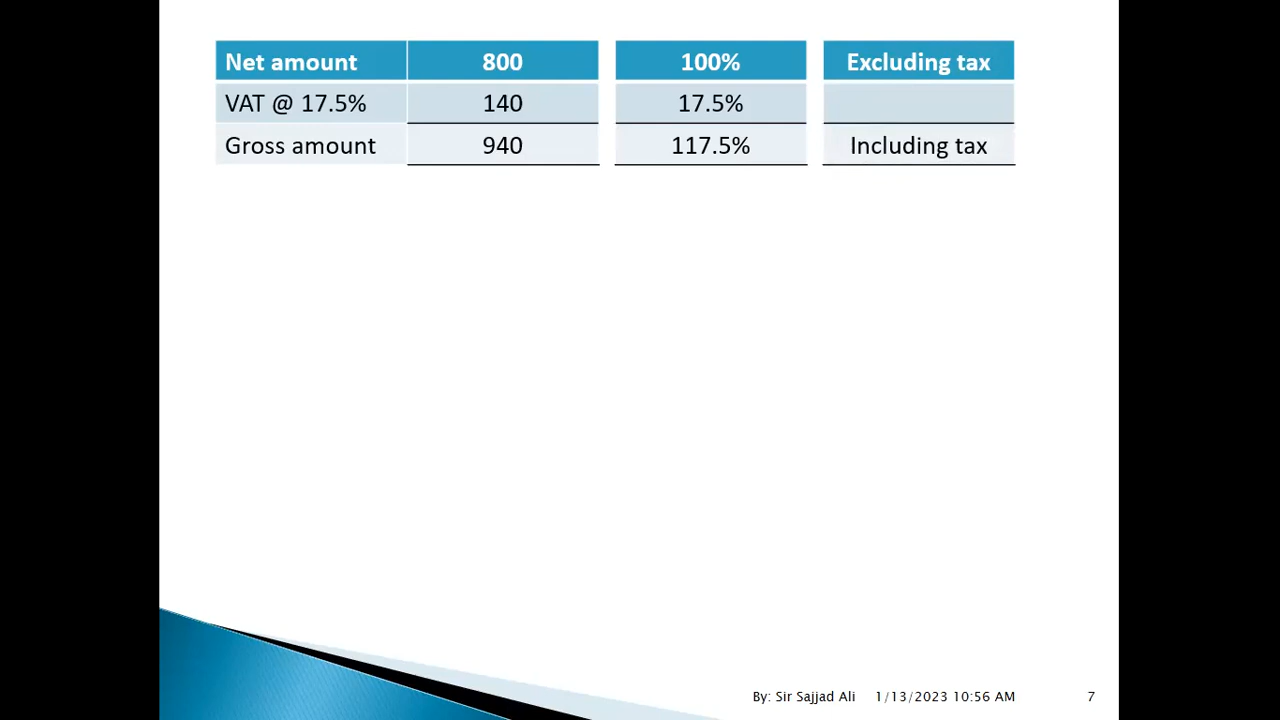 Net amount 800 100% Excluding tax
VAT @ 17.5% 140 17.5%
Gross amount 940 117.5% Including tax
By: Sir Sajjad Ali 1/13/2023 10:56 AM 7